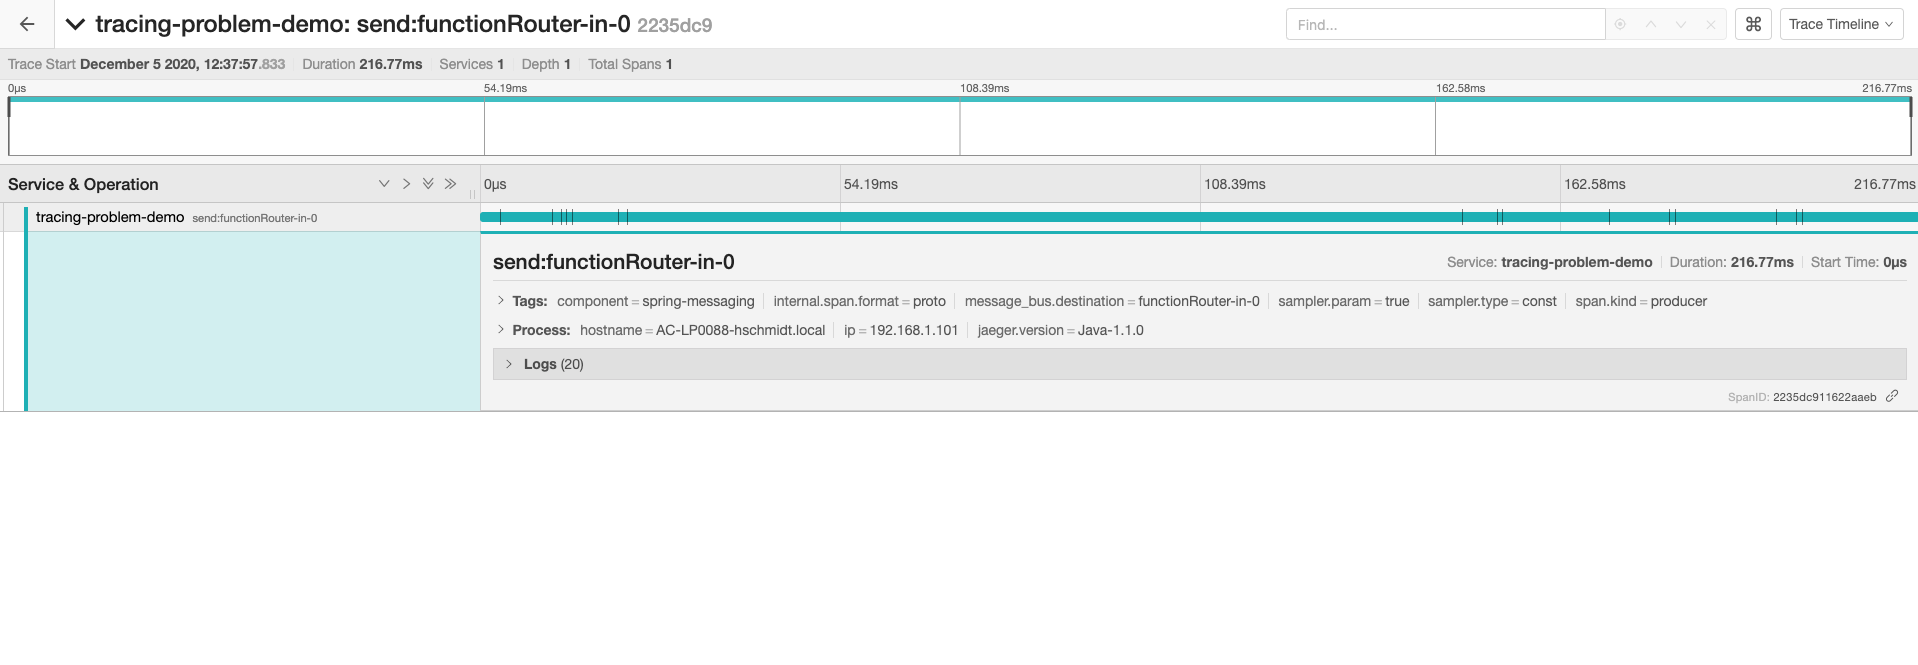 tracing-problem-demo: send:functionRouter-in-0 2235dc9
Find...
⌘
Trace Timeline
Trace Start December 5 2020, 12:37:57.833 Duration 216.77ms Services 1 Depth 1 Total Spans 1
0μs 54.19ms 108.39ms 162.58ms 216.77ms
Service & Operation 0μs 54.19ms 108.39ms 162.58ms 216.77ms
tracing-problem-demo send:functionRouter-in-0
send:functionRouter-in-0 Service: tracing-problem-demo Duration: 216.77ms Start Time: 0μs
Tags: component = spring-messaging internal.span.format = proto message_bus.destination = functionRouter-in-0 sampler.param = true sampler.type = const span.kind = producer
Process: hostname = AC-LP0088-hschmidt.local ip = 192.168.1.101 jaeger.version = Java-1.1.0
Logs (20)
SpanID: 2235dc911622aaeb